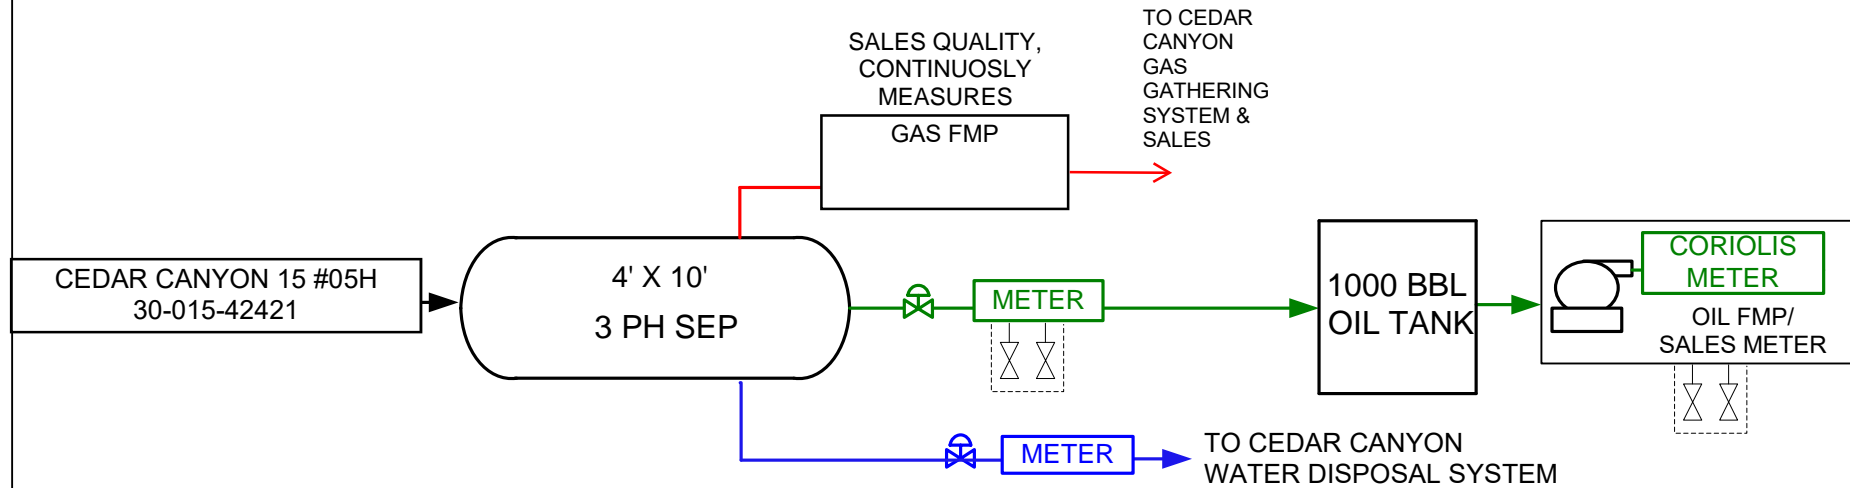 TO CEDAR
CANYON
GAS
GATHERING
SYSTEM &
SALES
SALES QUALITY,
CONTINUOSLY
MEASURES
GAS FMP
CEDAR CANYON 15 #05H
30-015-42421
4' X 10'
3 PH SEP
METER
1000 BBL
OIL TANK
CORIOLIS
METER
OIL FMP/
SALES METER
METER
TO CEDAR CANYON
WATER DISPOSAL SYSTEM